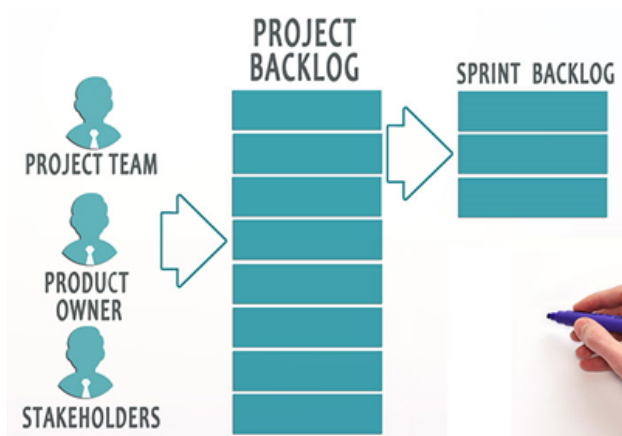 PROJECT TEAM
PRODUCT
OWNER
STAKEHOLDERS
PROJECT
BACKLOG
SPRINT BACKLOG